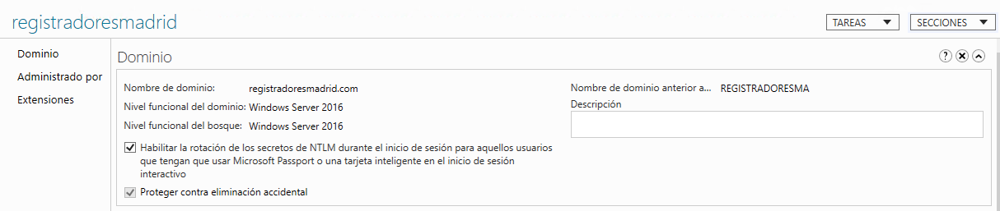 registradoresmadrid
TAREAS
SECCIONES
Dominio
Administrado por
Extensiones
Dominio
?
Nombre de dominio: registradoresmadrid.com
Nivel funcional del dominio: Windows Server 2016
Nivel funcional del bosque: Windows Server 2016
Habilitar la rotación de los secretos de NTLM durante el inicio de sesión para aquellos usuarios
que tengan que usar Microsoft Passport o una tarjeta inteligente en el inicio de sesión
interactivo
Proteger contra eliminación accidental
Nombre de dominio anterior a... REGISTRADORESMA
Descripción